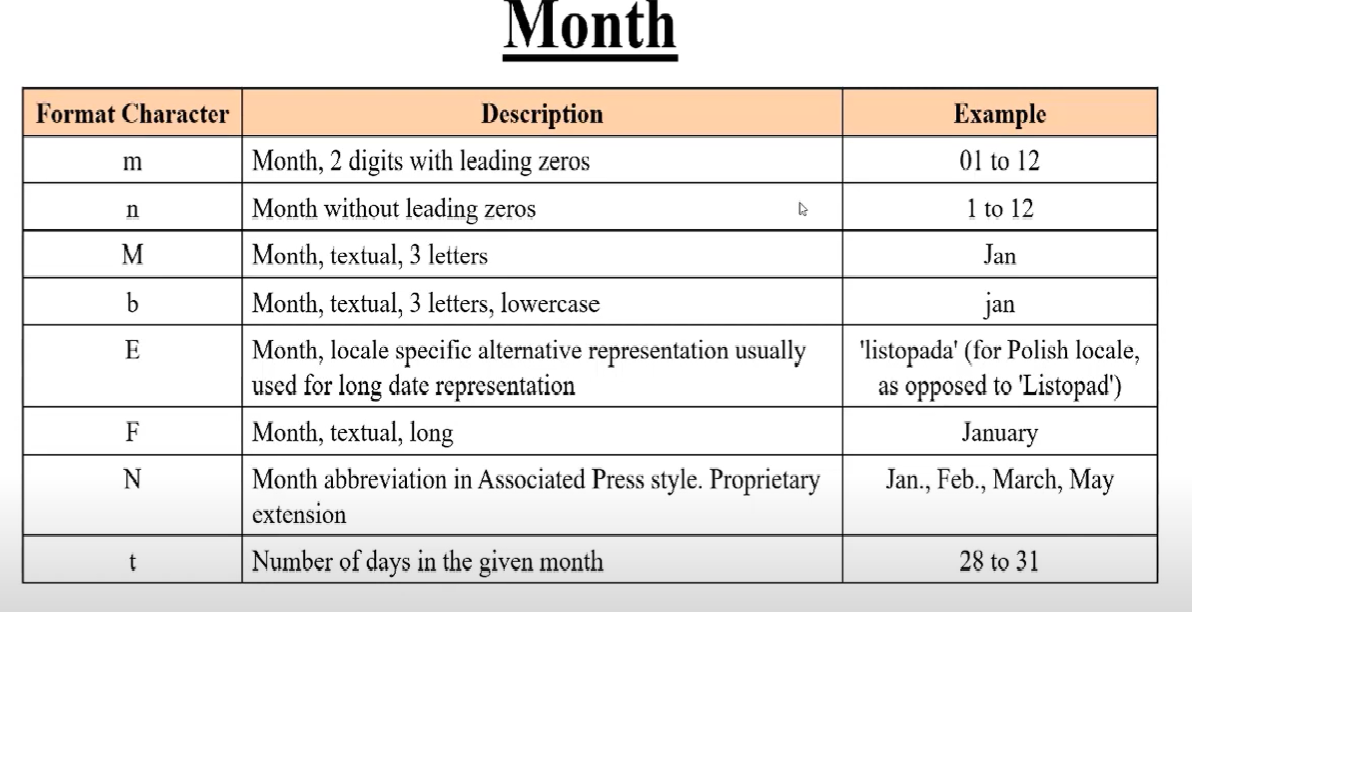 Month
Format Character Description Example
m Month, 2 digits with leading zeros 01 to 12
n Month without leading zeros 1 to 12
M Month, textual, 3 letters Jan
b Month, textual, 3 letters, lowercase jan
E Month, locale specific alternative representation usually 'listopada' (for Polish locale,
used for long date representation as opposed to 'Listopad')
F Month, textual, long January
N Month abbreviation in Associated Press style. Proprietary Jan., Feb., March, May
extension
t Number of days in the given month 28 to 31